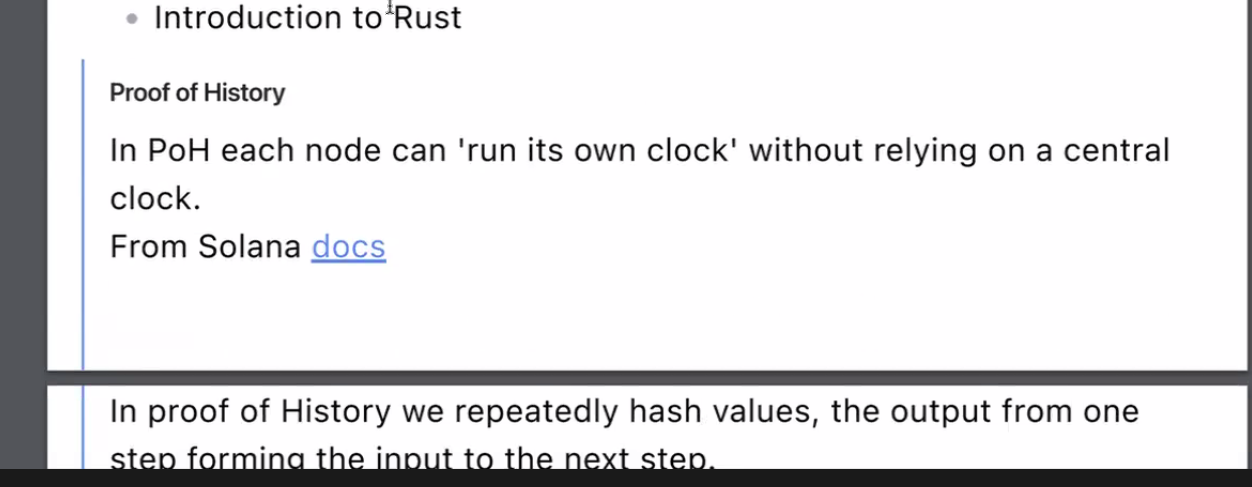 Introduction to Rust
Proof of History
In PoH each node can 'run its own clock' without relying on a central
clock.
From Solana docs
In proof of History we repeatedly hash values, the output from one
step forming the input to the next step.